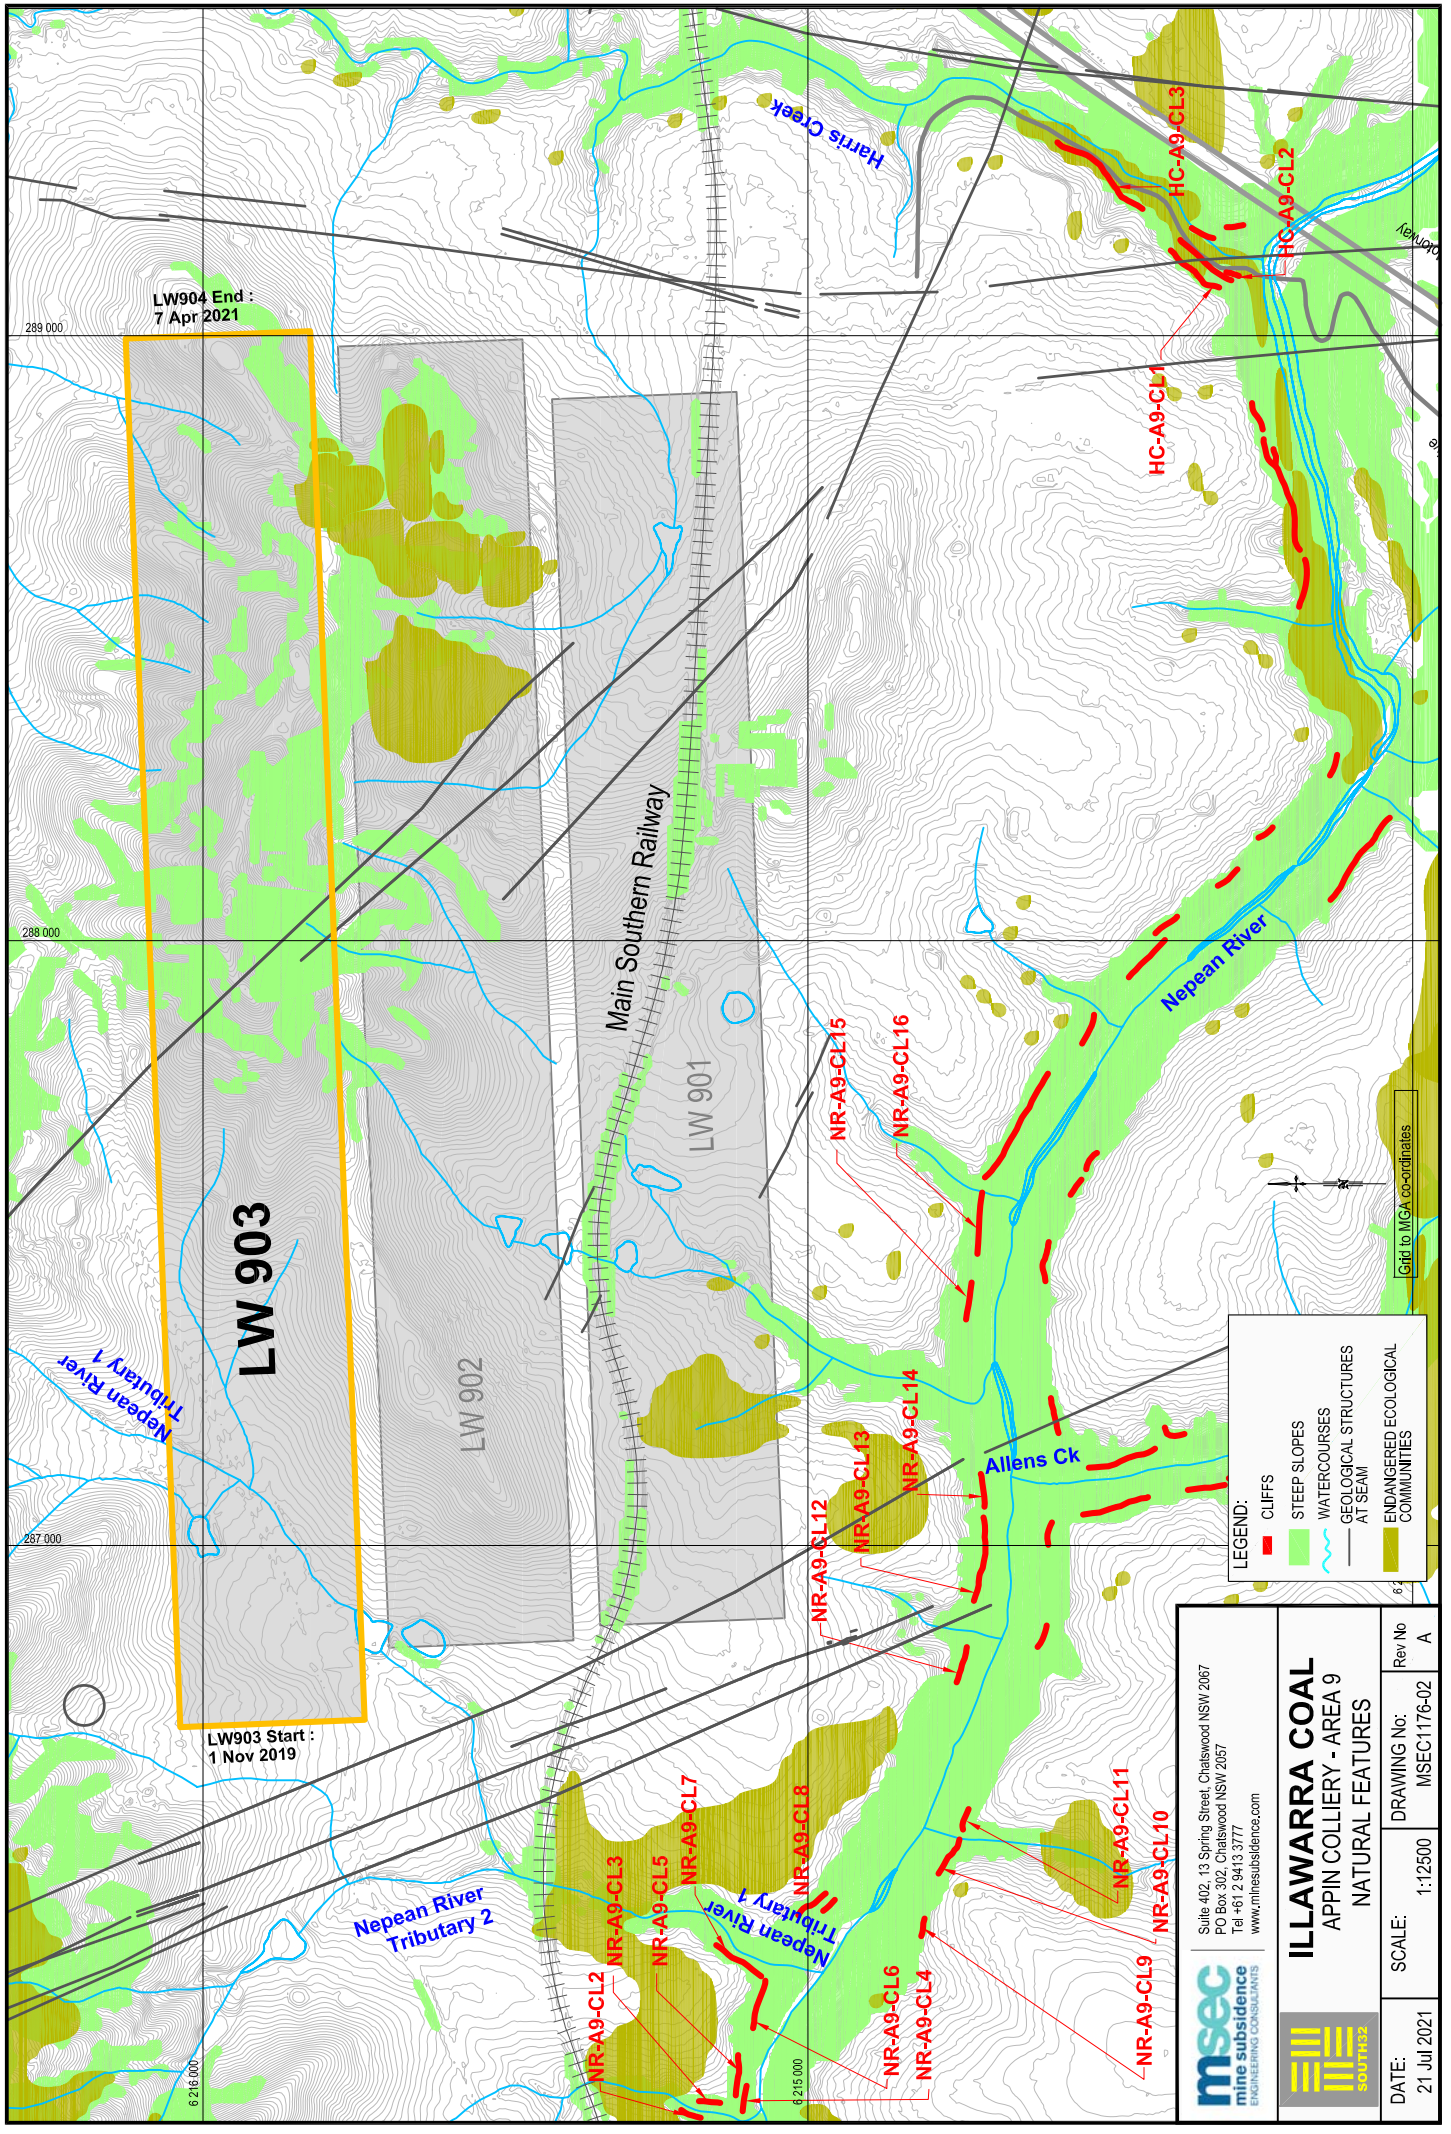 LW904 End :
7 Apr 2021
289 000
288 000
287 000
6 216 000
6 215 000
LW 903
LW 902
LW 901
LW903 Start :
1 Nov 2019
Main Southern Railway
Harris Creek
Nepean River
Tributary 1
Nepean River
Tributary 2
Nepean River
Tributary 1
Nepean River
Allens Ck
HC-A9-CL3
HC-A9-CL2
HC-A9-CL1
NR-A9-CL15
NR-A9-CL16
NR-A9-CL14
NR-A9-CL13
NR-A9-CL12
NR-A9-CL7
NR-A9-CL8
NR-A9-CL3
NR-A9-CL5
NR-A9-CL2
NR-A9-CL6
NR-A9-CL4
NR-A9-CL9
NR-A9-CL10
NR-A9-CL11
otorway
ue
Grid to MGA co-ordinates
N
LEGEND:
CLIFFS
STEEP SLOPES
WATERCOURSES
GEOLOGICAL STRUCTURES
AT SEAM
ENDANGERED ECOLOGICAL
COMMUNITIES
6 2
msec
mine subsidence
ENGINEERING CONSULTANTS
Suite 402, 13 Spring Street, Chatswood NSW 2067
PO Box 302, Chatswood NSW 2057
Tel +61 2 9413 3777
www.minesubsidence.com
SOUTH32
ILLAWARRA COAL
APPIN COLLIERY - AREA 9
NATURAL FEATURES
DATE:
21 Jul 2021
SCALE:
1:12500
DRAWING No:
MSEC1176-02
Rev No
A